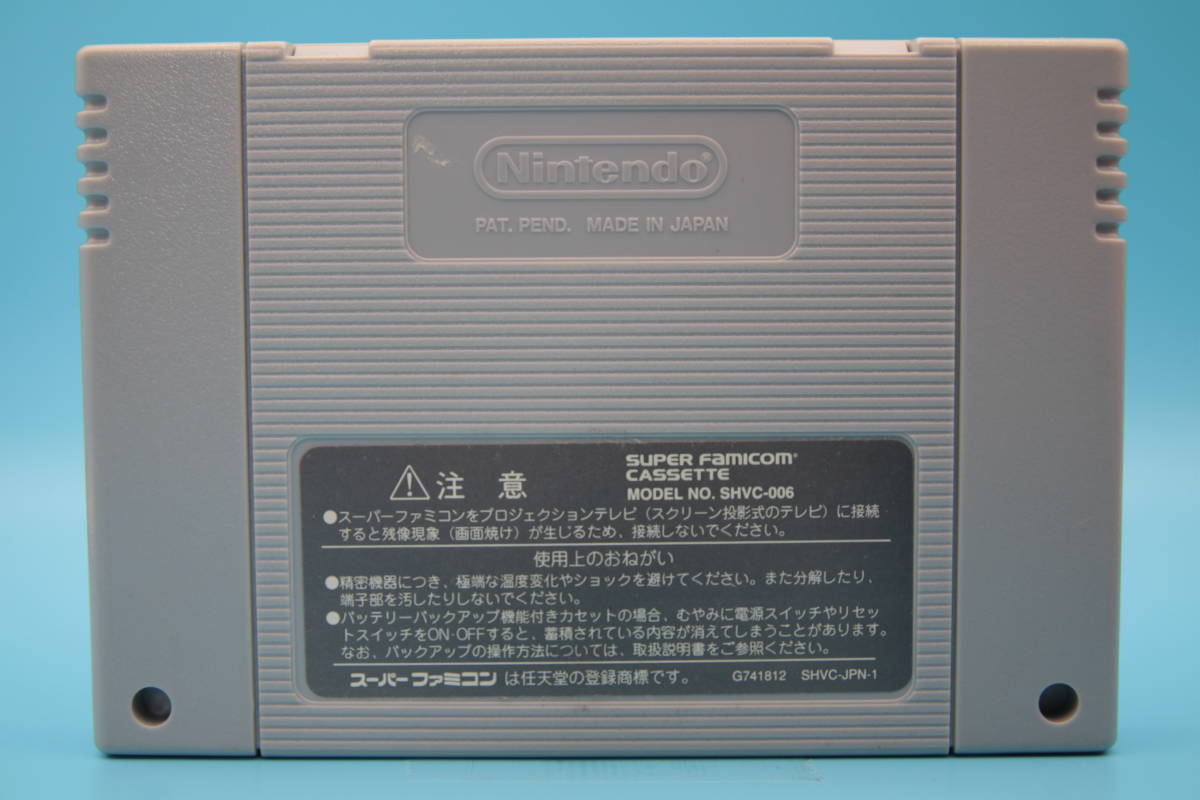 Nintendo®
PAT. PEND. MADE IN JAPAN
⚠注 意
SUPER FAMICOM®
CASSETTE
MODEL NO. SHVC-006
●スーパーファミコンをプロジェクションテレビ（スクリーン投影式のテレビ）に接続
すると残像現象（画面焼け）が生じるため、接続しないでください。
使用上のおねがい
●精密機器につき、極端な温度変化やショックを避けてください。また分解したり、
端子部を汚したりしないでください。
●バッテリーバックアップ機能付きカセットの場合、むやみに電源スイッチやリセッ
トスイッチをON·OFFすると、蓄積されている内容が消えてしまうことがあります。
なお、バックアップの操作方法については、取扱説明書をご参照ください。
スーパーファミコンは任天堂の登録商標です。 G741812 SHVC-JPN-1